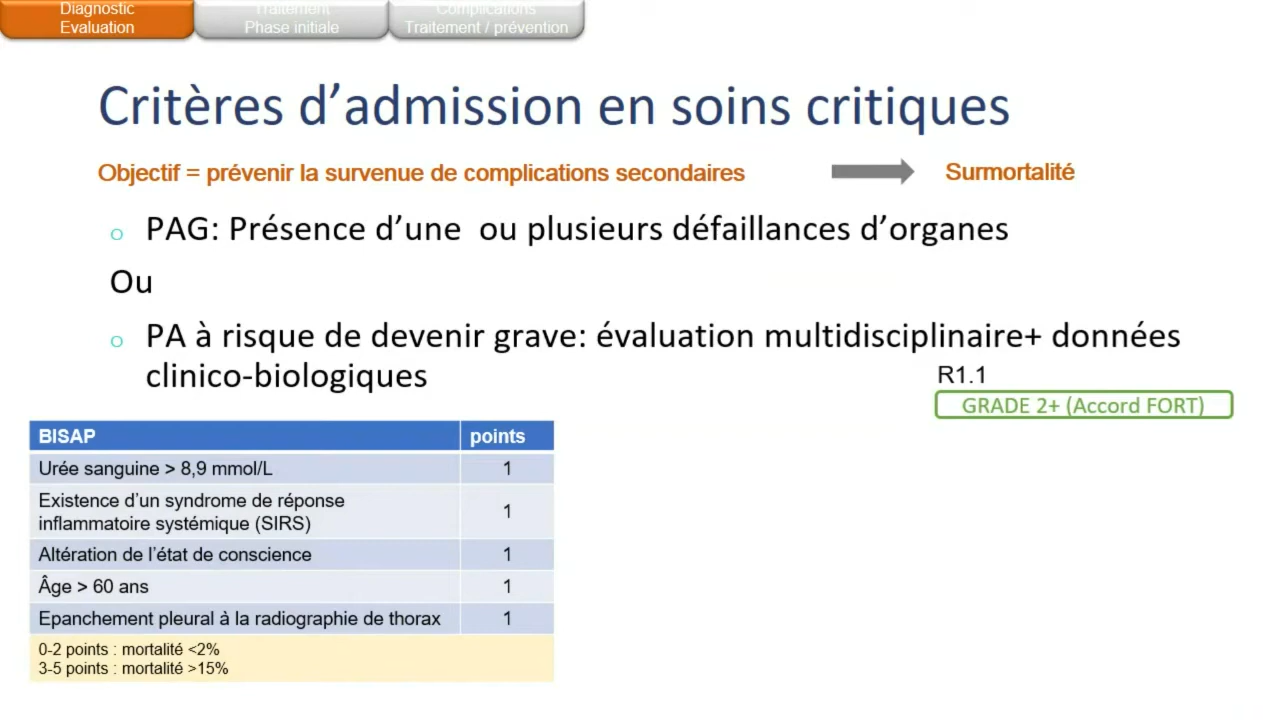 Diagnostic
Evaluation
Traitement
Phase initiale
Complications
Traitement / prévention
Critères d’admission en soins critiques
Objectif = prévenir la survenue de complications secondaires
Surmortalité
o PAG: Présence d’une ou plusieurs défaillances d’organes
Ou
o PA à risque de devenir grave: évaluation multidisciplinaire+ données
clinico-biologiques
R1.1
GRADE 2+ (Accord FORT)
BISAP points
Urée sanguine > 8,9 mmol/L 1
Existence d’un syndrome de réponse
inflammatoire systémique (SIRS) 1
Altération de l’état de conscience 1
Âge > 60 ans 1
Epanchement pleural à la radiographie de thorax 1
0-2 points : mortalité <2%
3-5 points : mortalité >15%